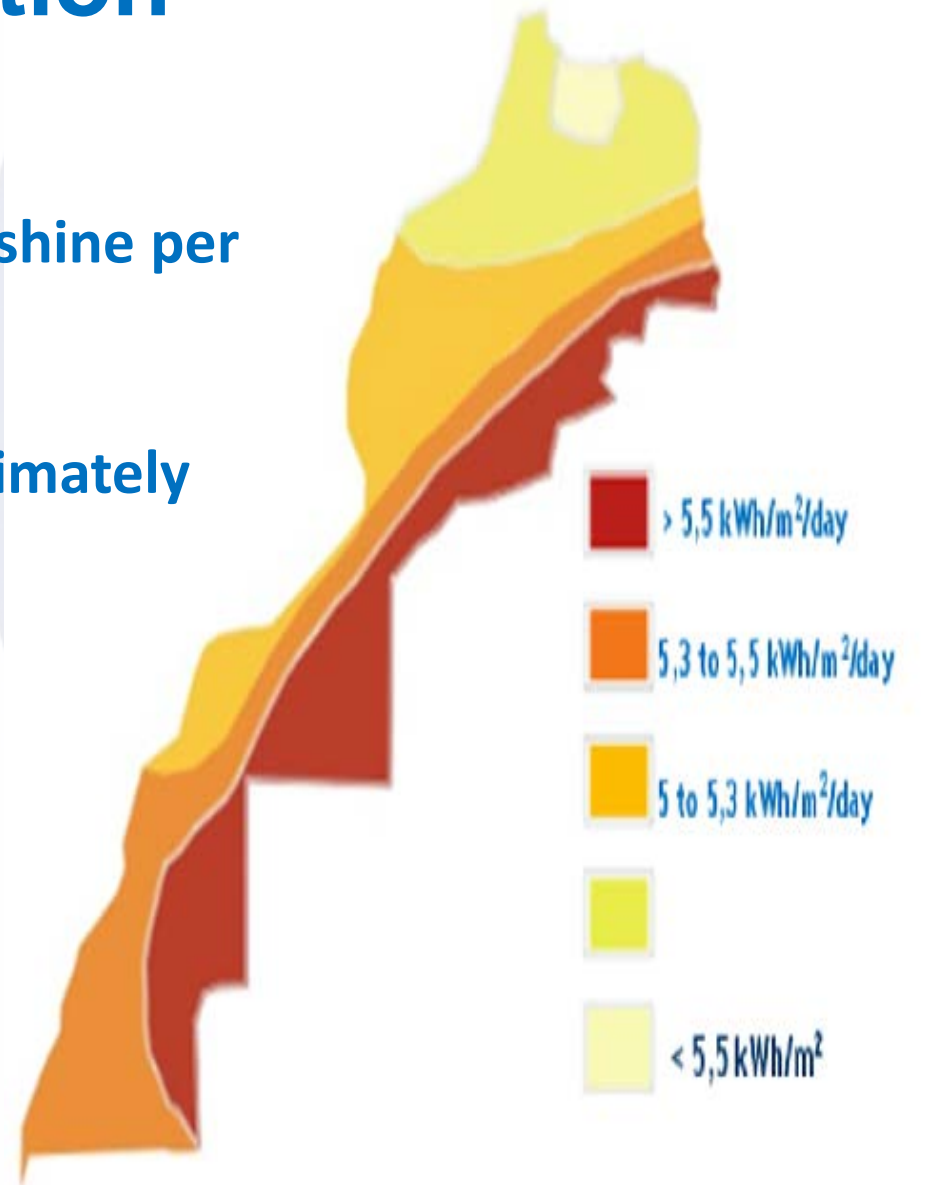 tion
shine per
imately
> 5,5 kWh/m²/day
5,3 to 5,5 kWh/m²/day
5 to 5,3 kWh/m²/day
< 5,5 kWh/m²